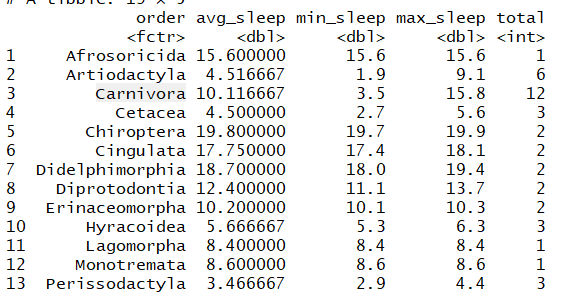 # A tibble: 19 x 5
order avg_sleep min_sleep max_sleep total
<fctr> <dbl> <dbl> <dbl> <int>
1 Afrosoricida 15.600000 15.6 15.6 1
2 Artiodactyla 4.516667 1.9 9.1 6
3 Carnivora 10.116667 3.5 15.8 12
4 Cetacea 4.500000 2.7 5.6 3
5 Chiroptera 19.800000 19.7 19.9 2
6 Cingulata 17.750000 17.4 18.1 2
7 Didelphimorphia 18.700000 18.0 19.4 2
8 Diprotodontia 12.400000 11.1 13.7 2
9 Erinaceomorpha 10.200000 10.1 10.3 2
10 Hyracoidea 5.666667 5.3 6.3 3
11 Lagomorpha 8.400000 8.4 8.4 1
12 Monotremata 8.600000 8.6 8.6 1
13 Perissodactyla 3.466667 2.9 4.4 3